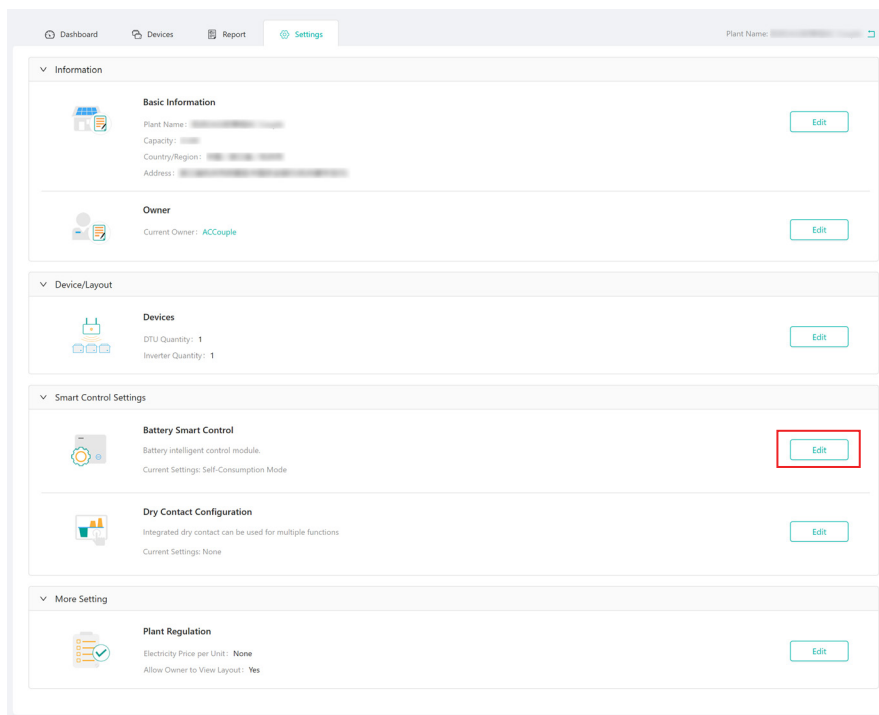 Dashboard Devices Report Settings Plant Name:
Information
Basic Information
Plant Name:
Edit
Capacity:
Country/Region:
Address:
Owner
Current Owner: ACCouple
Edit
Device/Layout
Devices
DTU Quantity: 1
Edit
Inverter Quantity: 1
Smart Control Settings
Battery Smart Control
Battery intelligent control module.
Edit
Current Settings: Self-Consumption Mode
Dry Contact Configuration
Integrated dry contact can be used for multiple functions
Edit
Current Settings: None
More Setting
Plant Regulation
Electricity Price per Unit: None
Edit
Allow Owner to View Layout: Yes